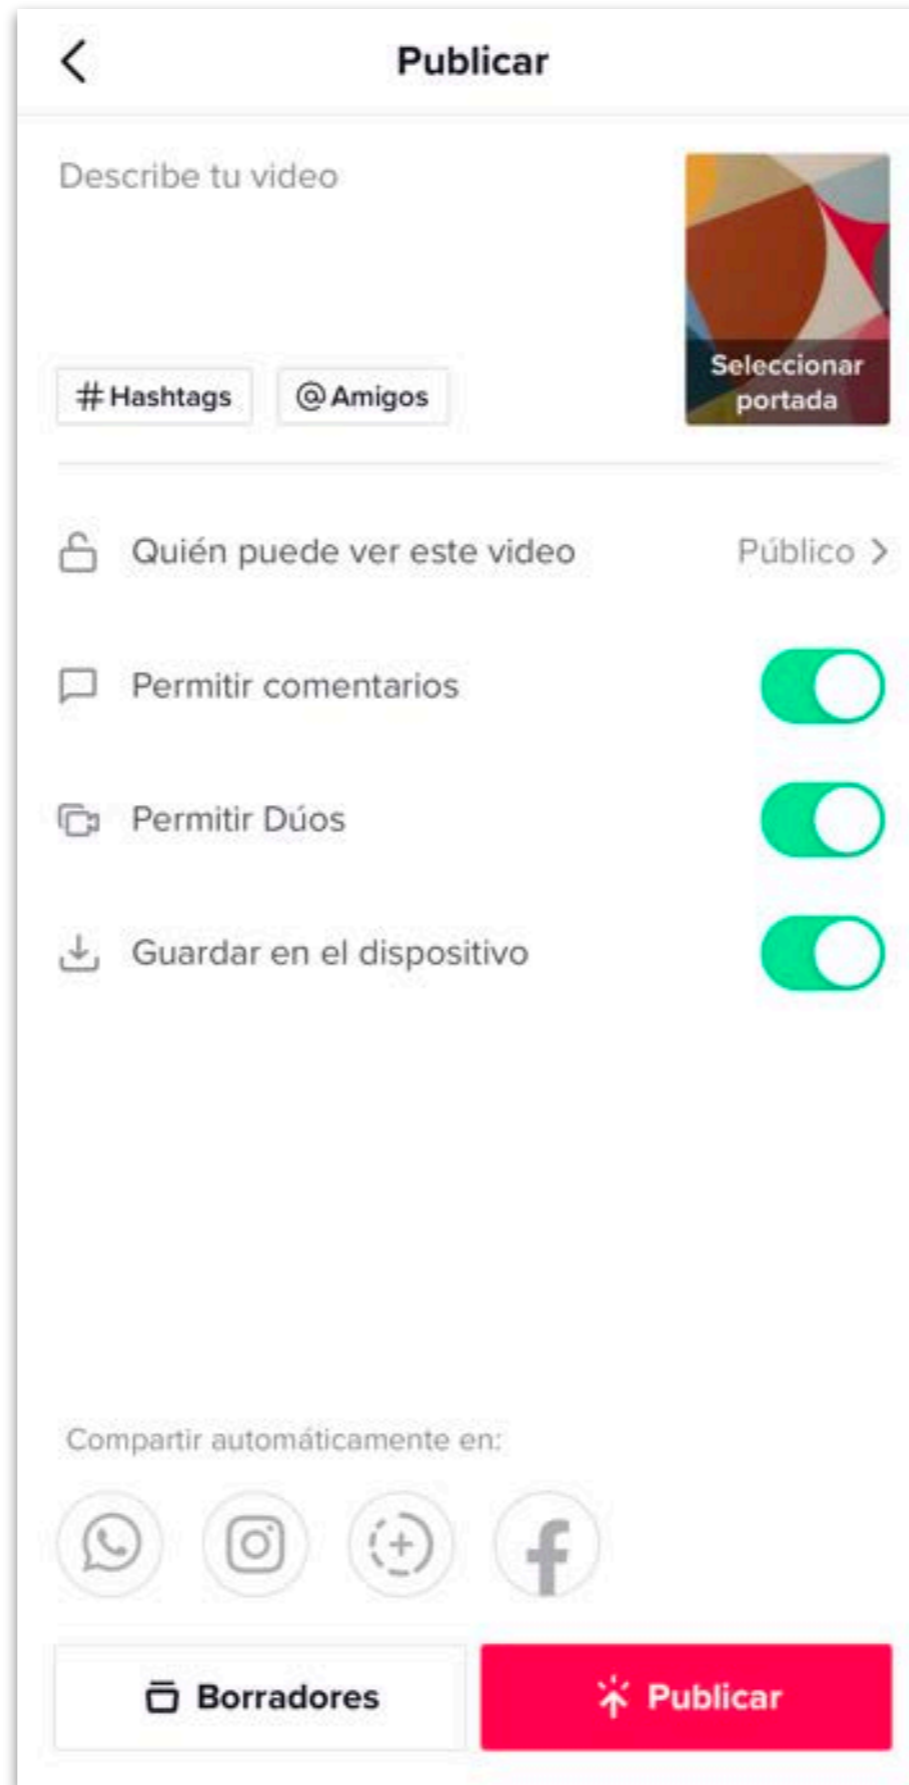 Publicar
Describe tu video
Seleccionar
portada
#Hashtags
@Amigos
Quién puede ver este video
Público >
Permitir comentarios
Permitir Dúos
Guardar en el dispositivo
Compartir automáticamente en:
Borradores
Publicar